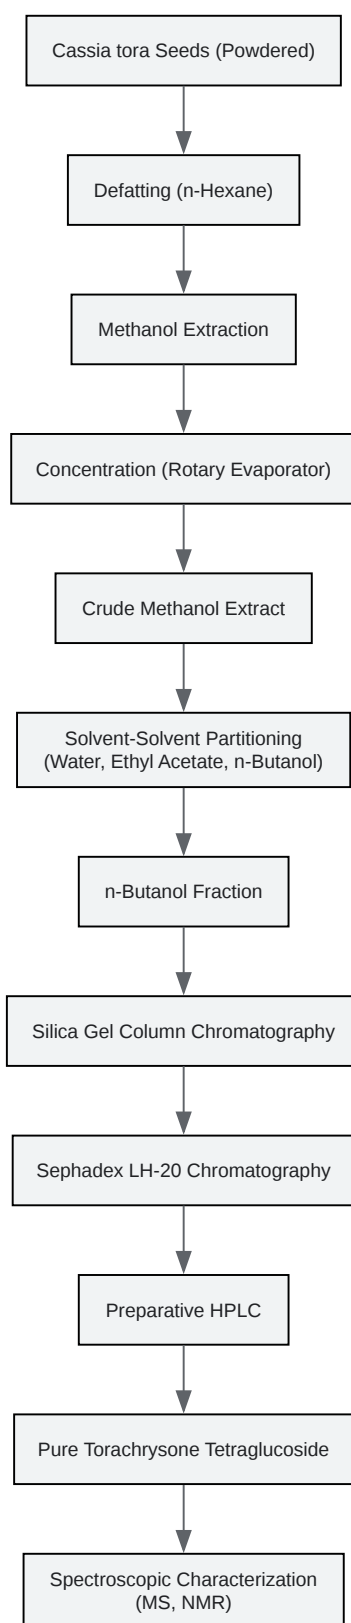 Cassia tora Seeds (Powdered)
Defatting (n-Hexane)
Methanol Extraction
Concentration (Rotary Evaporator)
Crude Methanol Extract
Solvent-Solvent Partitioning
(Water, Ethyl Acetate, n-Butanol)
n-Butanol Fraction
Silica Gel Column Chromatography
Sephadex LH-20 Chromatography
Preparative HPLC
Pure Torachrysone Tetraglucoside
Spectroscopic Characterization
(MS, NMR)